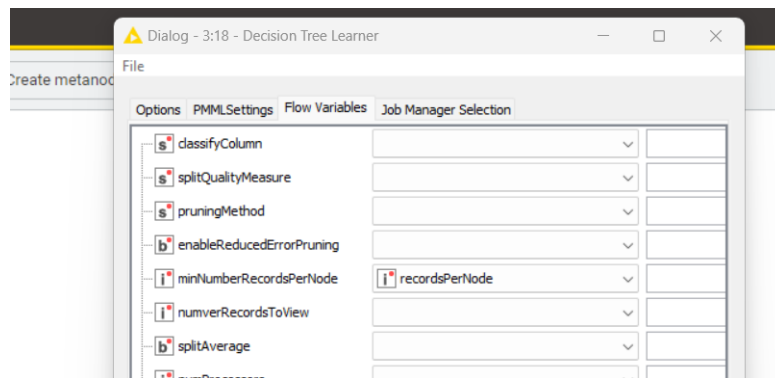 Dialog - 3:18 - Decision Tree Learner
File
Create metanoc
Options PMMLSettings Flow Variables Job Manager Selection
s classifyColumn
s splitQualityMeasure
s pruningMethod
b enableReducedErrorPruning
i minNumberRecordsPerNode i recordsPerNode
i numverRecordsToView
b splitAverage